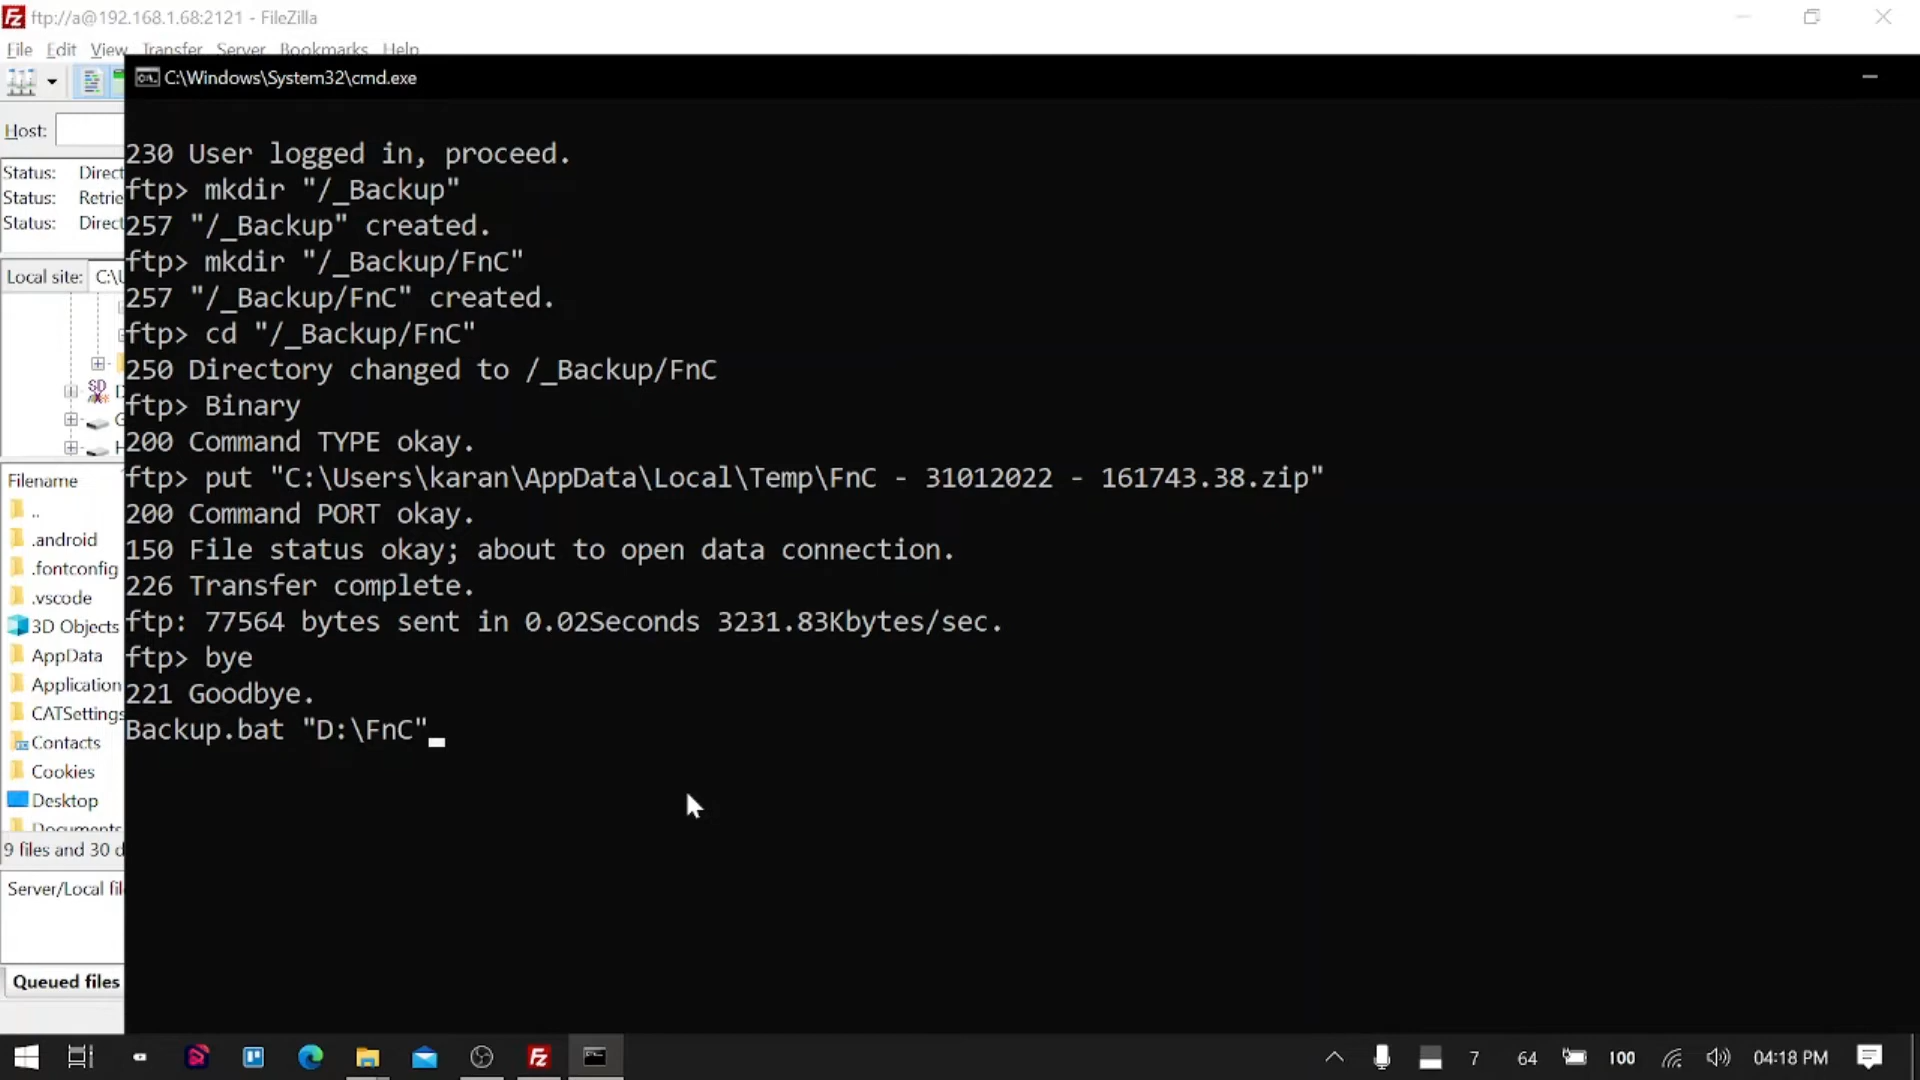 ftp://a@192.168.1.68:2121 - FileZilla
File Edit View Transfer Server Bookmarks Help
C:\Windows\System32\cmd.exe
Host:
Status: Direct
Status: Retrie
Status: Direct
Local site: C:\U
Filename
..
.android
.fontconfig
.vscode
3D Objects
AppData
Application
CATSettings
Contacts
Cookies
Desktop
Documents
9 files and 30 d
Server/Local fil
Queued files
230 User logged in, proceed.
ftp> mkdir "/_Backup"
257 "/_Backup" created.
ftp> mkdir "/_Backup/FnC"
257 "/_Backup/FnC" created.
ftp> cd "/_Backup/FnC"
250 Directory changed to /_Backup/FnC
ftp> Binary
200 Command TYPE okay.
ftp> put "C:\Users\karan\AppData\Local\Temp\FnC - 31012022 - 161743.38.zip"
200 Command PORT okay.
150 File status okay; about to open data connection.
226 Transfer complete.
ftp: 77564 bytes sent in 0.02Seconds 3231.83Kbytes/sec.
ftp> bye
221 Goodbye.
Backup.bat "D:\FnC"
7 64 100 04:18 PM